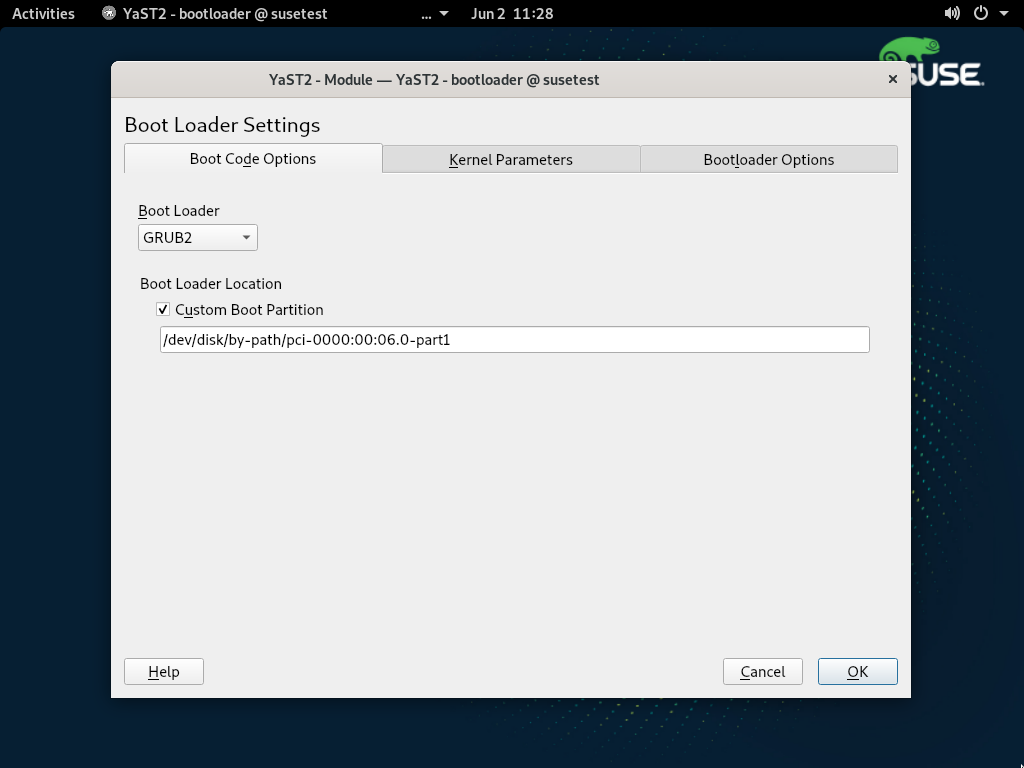 Activities YaST2 - bootloader @ susetest ... Jun 2 11:28
SUSE
YaST2 - Module — YaST2 - bootloader @ susetest
Boot Loader Settings
Boot Code Options Kernel Parameters Bootloader Options
Boot Loader
GRUB2
Boot Loader Location
Custom Boot Partition
/dev/disk/by-path/pci-0000:00:06.0-part1
Help Cancel OK